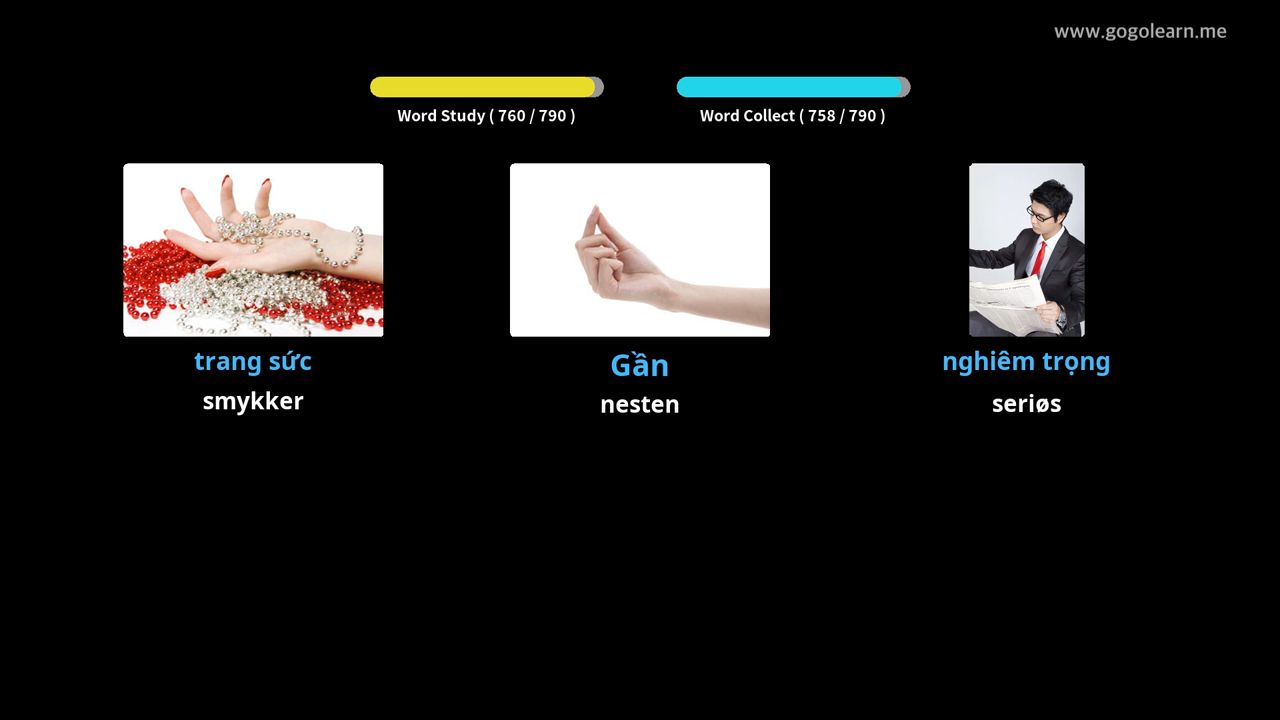 www.gogolearn.me
Word Study ( 760 / 790 )
Word Collect ( 758 / 790 )
trang sức
smykker
Gần
nesten
nghiêm trọng
seriøs